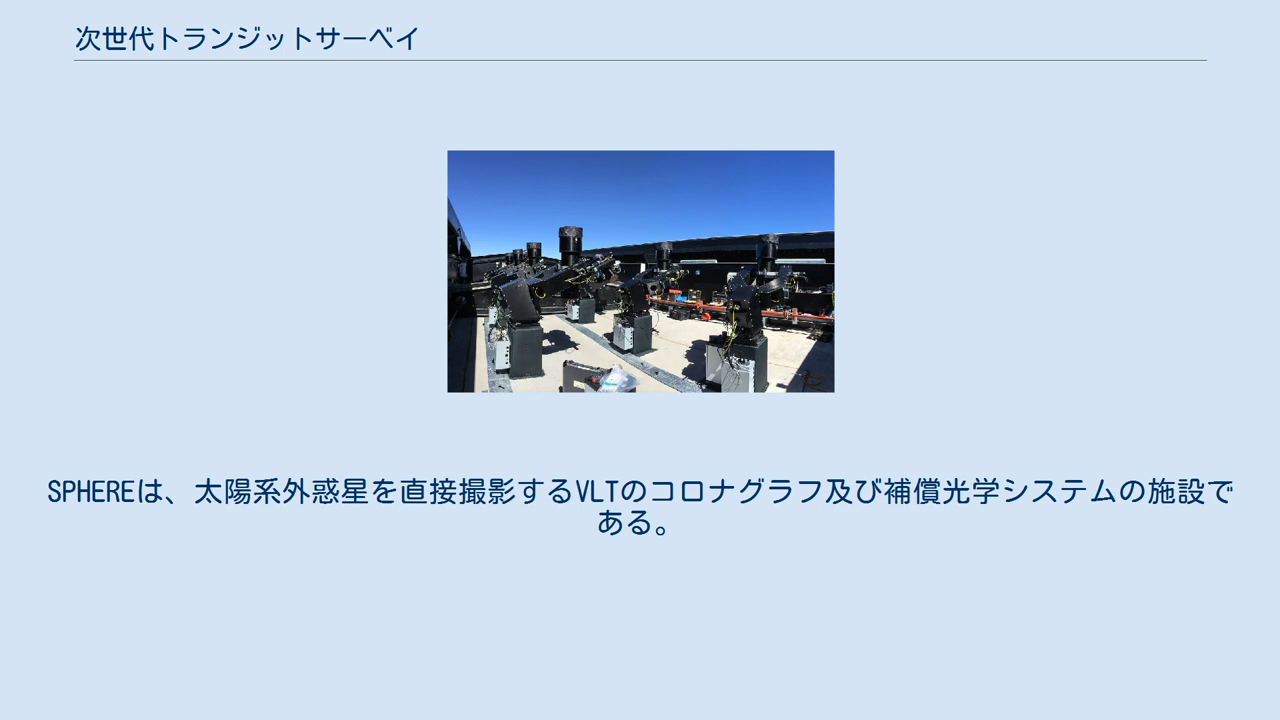 次世代トランジットサーベイ
SPHEREは、太陽系外惑星を直接撮影するVLTのコロナグラフ及び補償光学システムの施設で
ある。